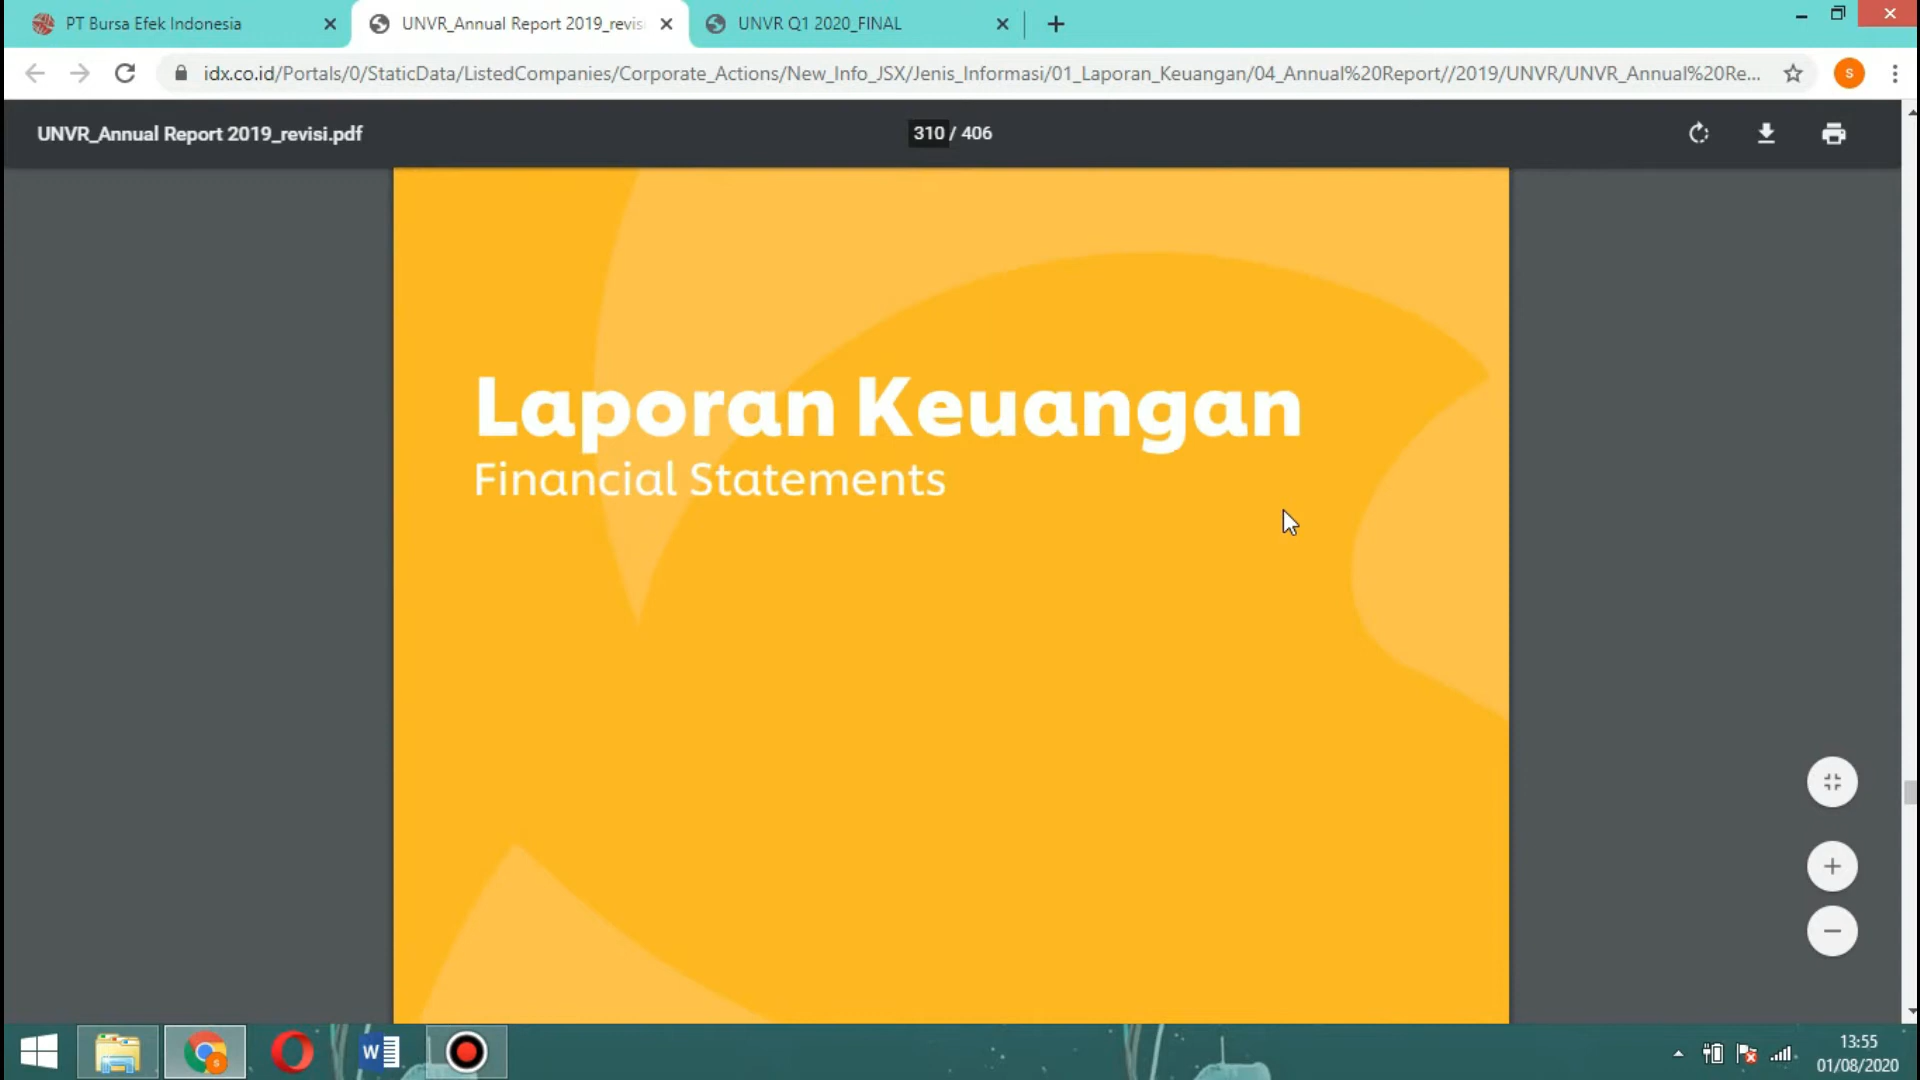 PT Bursa Efek Indonesia
UNVR_Annual Report 2019_revis
UNVR Q1 2020_FINAL
idx.co.id/Portals/0/StaticData/ListedCompanies/Corporate_Actions/New_Info_JSX/Jenis_Informasi/01_Laporan_Keuangan/04_Annual%20Report//2019/UNVR/UNVR_Annual%20Re...
S
UNVR_Annual Report 2019_revisi.pdf
310 / 406
Laporan Keuangan
Financial Statements
S
W
13:55
01/08/2020